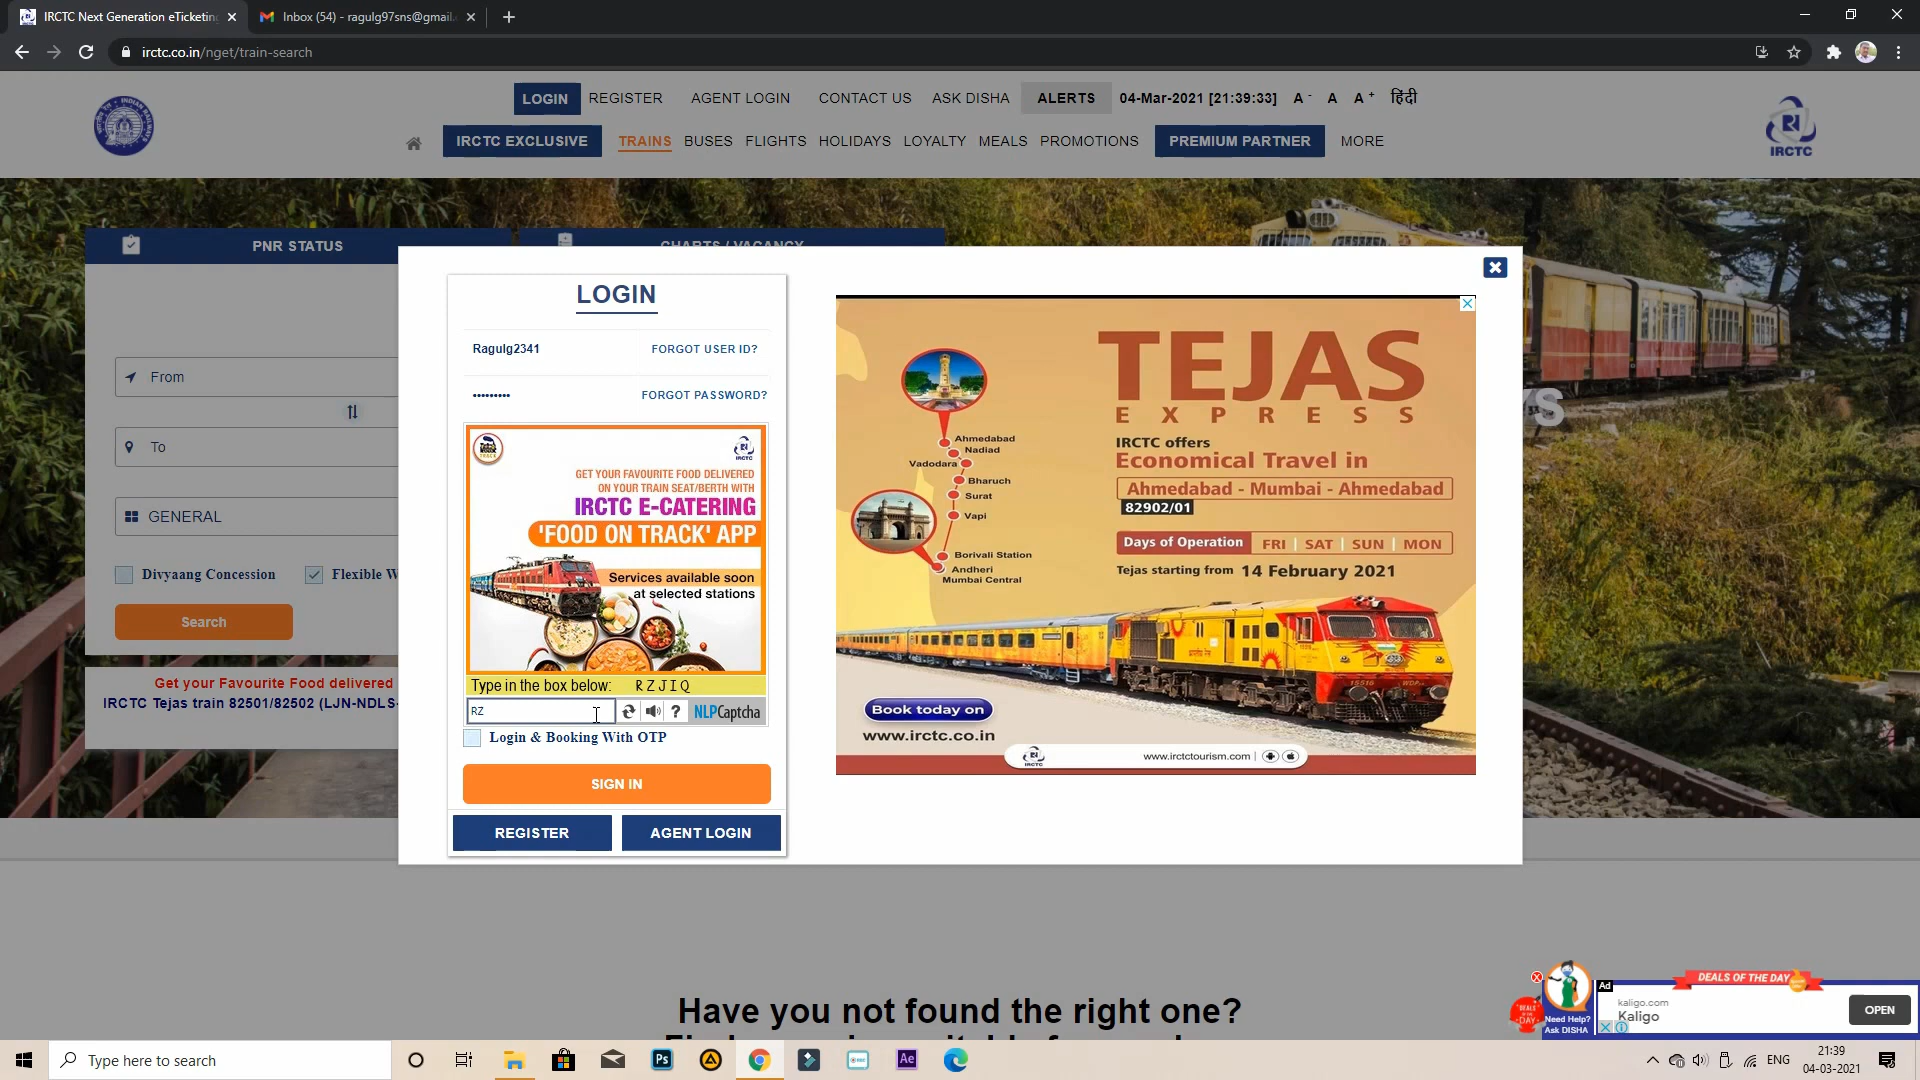 IRCTC Next Generation eTicketing
Inbox (54) - ragulg97sns@gmail.
irctc.co.in/nget/train-search
LOGIN
REGISTER
AGENT LOGIN
CONTACT US
ASK DISHA
ALERTS
04-Mar-2021 [21:39:33]
A - A A +
हिंदी
IRCTC EXCLUSIVE
TRAINS
BUSES
FLIGHTS
HOLIDAYS
LOYALTY
MEALS
PROMOTIONS
PREMIUM PARTNER
MORE
IRCTC
PNR STATUS
CHARTS / VACANCY
From
To
GENERAL
Divyaang Concession
Flexible W
Search
Get your Favourite Food delivered
IRCTC Tejas train 82501/82502 (LJN-NDLS-
LOGIN
Ragulg2341
FORGOT USER ID?
•••••••••
FORGOT PASSWORD?
IRCTC
GET YOUR FAVOURITE FOOD DELIVERED
ON YOUR TRAIN SEAT/BERTH WITH
IRCTC E-CATERING
'FOOD ON TRACK' APP
Services available soon
at selected stations
Type in the box below: RZJIQ
RZ
?
NLPCaptcha
Login & Booking With OTP
SIGN IN
REGISTER
AGENT LOGIN
TEJAS
EXPRESS
IRCTC offers
Economical Travel in
Ahmedabad - Mumbai - Ahmedabad
82902/01
Days of Operation FRI | SAT | SUN | MON
Tejas starting from 14 February 2021
Ahmedabad
Nadiad
Vadodara
Bharuch
Surat
Vapi
Borivali Station
Andheri
Mumbai Central
Book today on
www.irctc.co.in
IRCTC
www.irctctourism.com
YS
Have you not found the right one?
DEALS OF THE DAY
Ad
kaligo.com
Kaligo
OPEN
Need Help?
Ask DISHA
Type here to search
Ps
Ae
ENG
21:39
04-03-2021